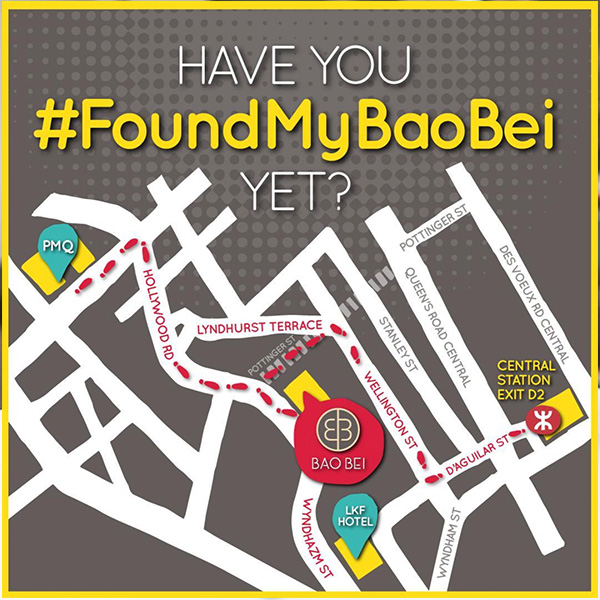 HAVE YOU
#FoundMyBaoBei
YET?
PMQ
HOLLYWOOD RD
LYNDHURST TERRACE
POTTINGER ST
POTTINGER ST
STANLEY ST
QUEEN'S ROAD CENTRAL
DES VOEUX RD CENTRAL
WELLINGTON ST
CENTRAL
STATION
EXIT D2
D'AGUILAR ST
BAO BEI
LKF
HOTEL
WYNDHAZM ST
WYNDHAM ST